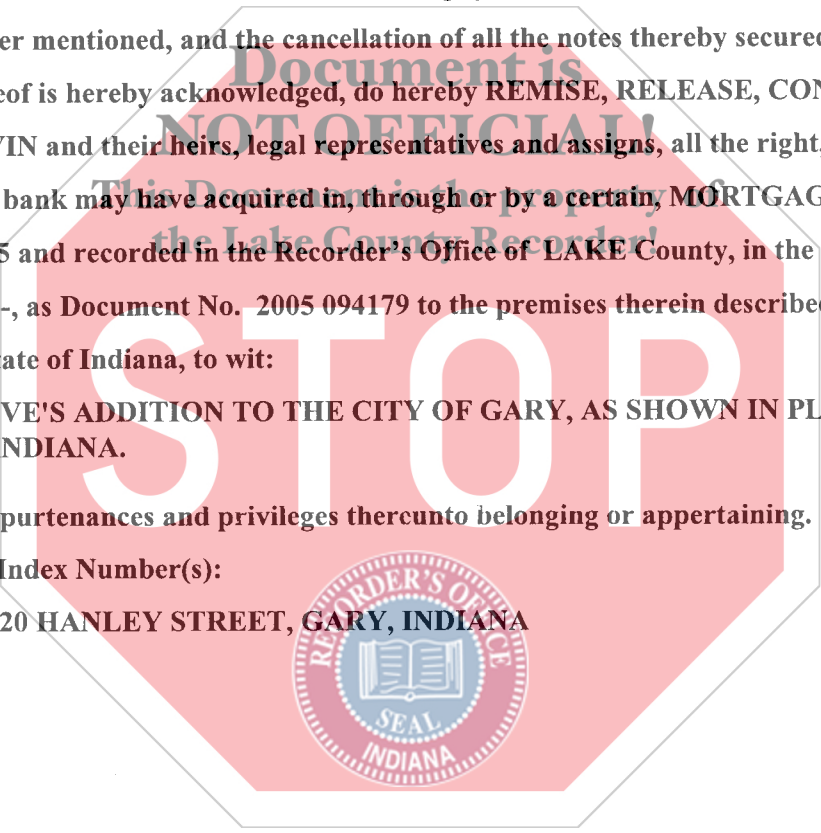 er mentioned, and the cancellation of all the notes thereby secured
Document is
eof is hereby acknowledged, do hereby REMISE, RELEASE, CON
NOT OFFICIAL!
VIN and their heirs, legal representatives and assigns, all the right,
This Document is the property of
bank may have acquired in, through or by a certain, MORTGAG
the Lake County Recorder!
5 and recorded in the Recorder's Office of LAKE County, in the
-, as Document No. 2005 094179 to the premises therein described
tate of Indiana, to wit:
STOP
VE'S ADDITION TO THE CITY OF GARY, AS SHOWN IN PL
NDIANA.
purtenances and privileges thereunto belonging or appertaining.
Index Number(s):
20 HANLEY STREET, GARY, INDIANA
RECORDER'S OFFICE
SEAL
INDIANA